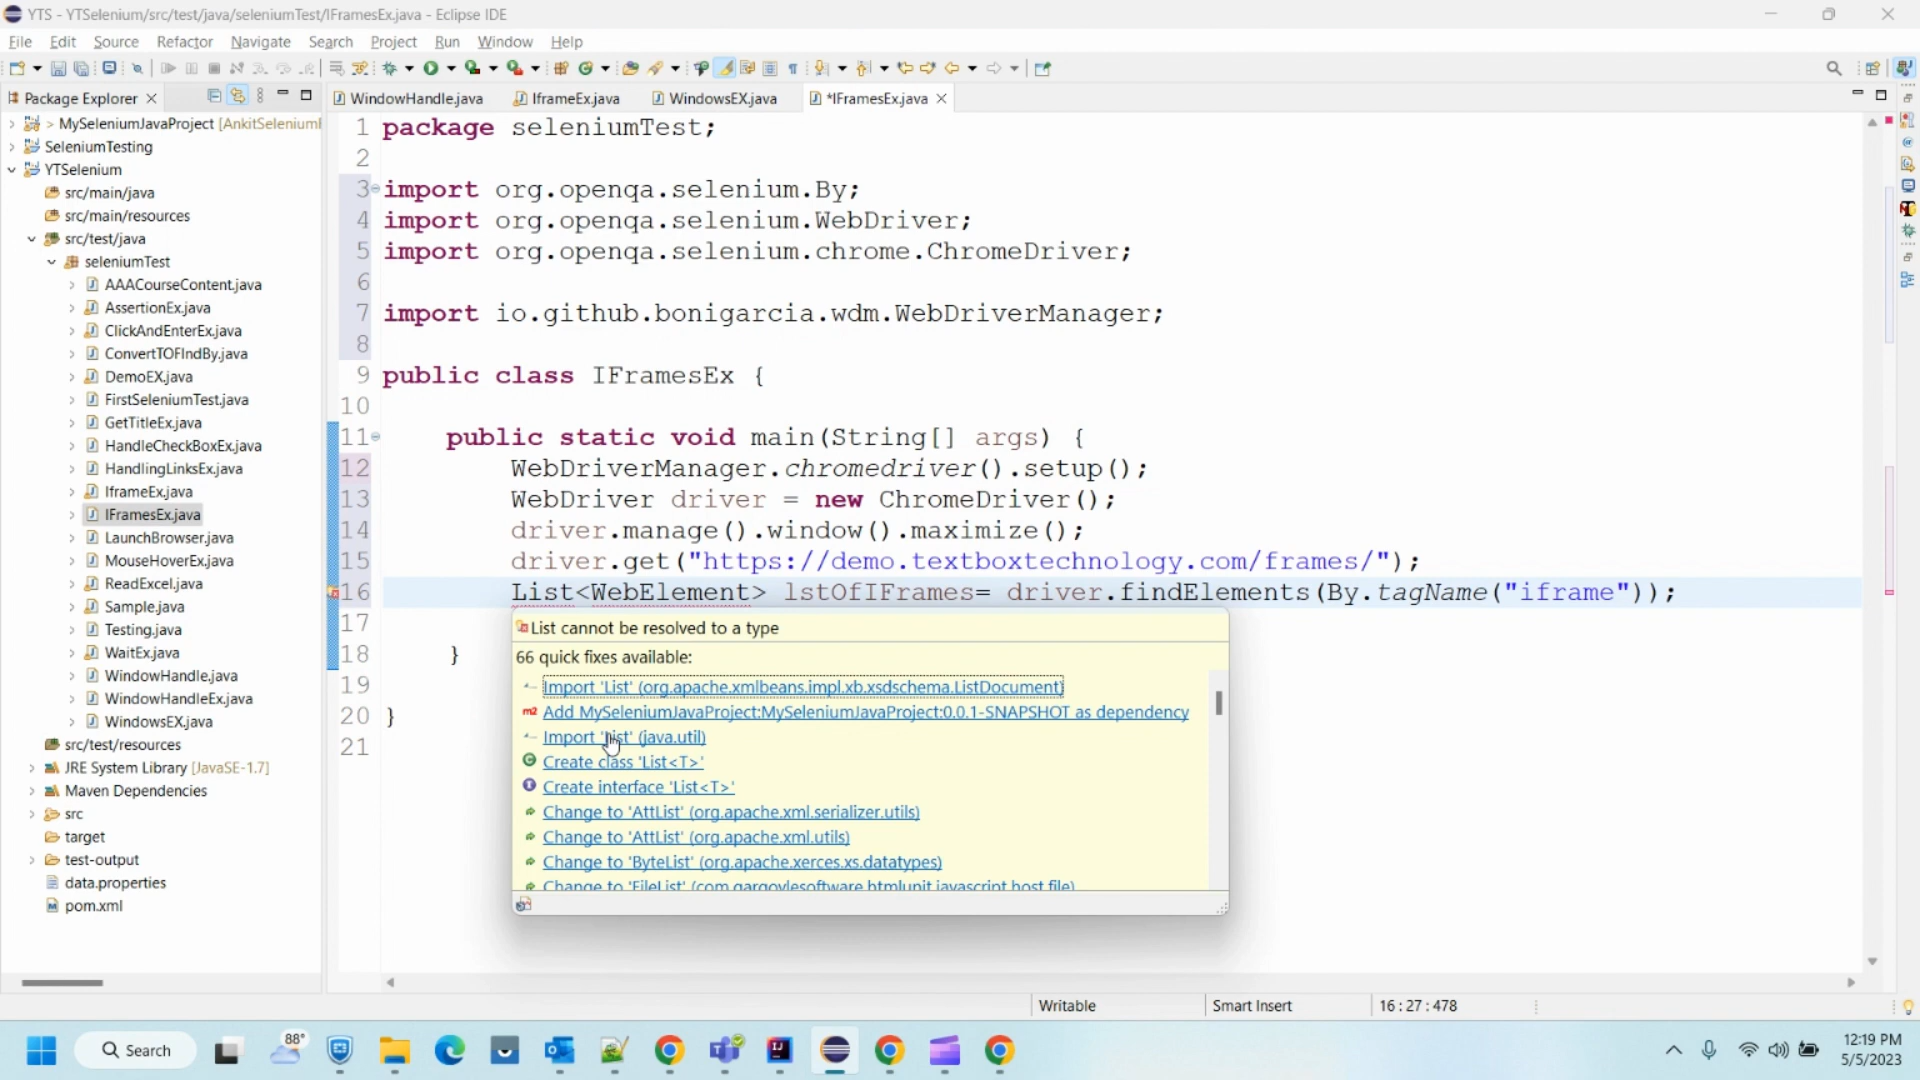 YTS - YTSelenium/src/test/java/seleniumTest/IFramesEx.java - Eclipse IDE
File Edit Source Refactor Navigate Search Project Run Window Help
Package Explorer
WindowHandle.java IframeEx.java WindowsEX.java *IFramesEx.java
> MySeleniumJavaProject [AnkitSeleniumF
SeleniumTesting
YTSelenium
src/main/java
src/main/resources
src/test/java
seleniumTest
AAACourseContent.java
AssertionEx.java
ClickAndEnterEx.java
ConvertTOFIndBy.java
DemoEX.java
FirstSeleniumTest.java
GetTitleEx.java
HandleCheckBoxEx.java
HandlingLinksEx.java
IframeEx.java
IFramesEx.java
LaunchBrowser.java
MouseHoverEx.java
ReadExcel.java
Sample.java
Testing.java
WaitEx.java
WindowHandle.java
WindowHandleEx.java
WindowsEX.java
src/test/resources
JRE System Library [JavaSE-1.7]
Maven Dependencies
src
target
test-output
data.properties
pom.xml
1 package seleniumTest;
2
3 import org.openqa.selenium.By;
4 import org.openqa.selenium.WebDriver;
5 import org.openqa.selenium.chrome.ChromeDriver;
6
7 import io.github.bonigarcia.wdm.WebDriverManager;
8
9 public class IFramesEx {
10
11 public static void main(String[] args) {
12 WebDriverManager.chromedriver().setup();
13 WebDriver driver = new ChromeDriver();
14 driver.manage().window().maximize();
15 driver.get("https://demo.textboxtechnology.com/frames/");
16 List<WebElement> lstOfIFrames= driver.findElements(By.tagName("iframe"));
17
18 }
19
20 }
21
List cannot be resolved to a type
66 quick fixes available:
Import 'List' (org.apache.xmlbeans.impl.xb.xsdschema.ListDocument)
m2 Add MySeleniumJavaProject:MySeleniumJavaProject:0.0.1-SNAPSHOT as dependency
Import 'List' (java.util)
Create class 'List<T>'
Create interface 'List<T>'
Change to 'AttList' (org.apache.xml.serializer.utils)
Change to 'AttList' (org.apache.xml.utils)
Change to 'ByteList' (org.apache.xerces.xs.datatypes)
Change to 'FileList' (com.gargoylesoftware.htmlunit.javascript.host.file)
Writable Smart Insert 16 : 27 : 478
Search
88°
12:19 PM
5/5/2023